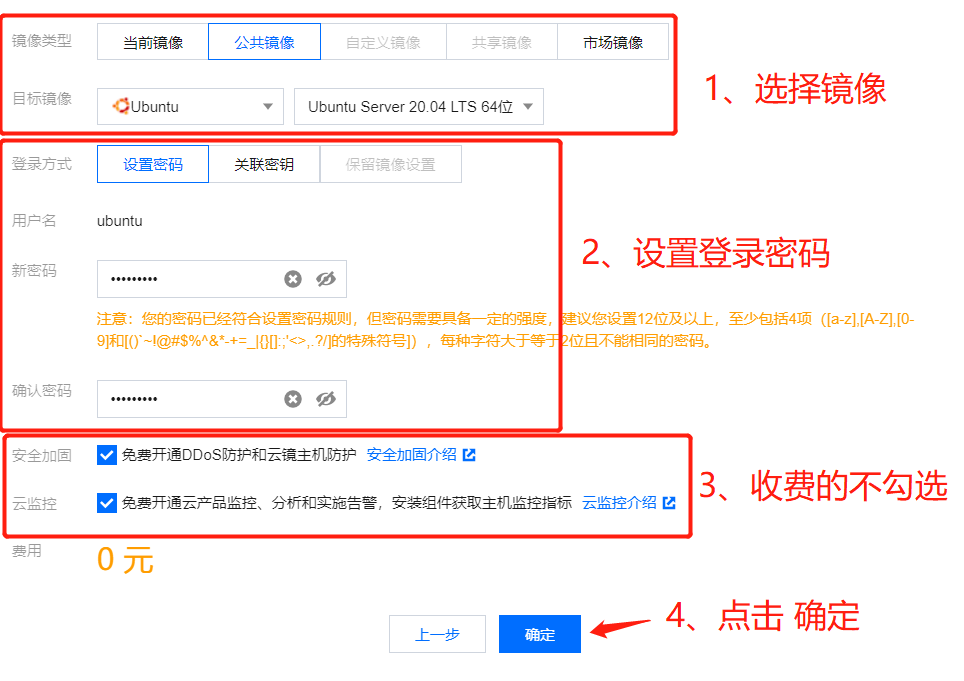 镜像类型 当前镜像 公共镜像 自定义镜像 共享镜像 市场镜像
1、选择镜像
目标镜像 Ubuntu Ubuntu Server 20.04 LTS 64位
登录方式 设置密码 关联密钥 保留镜像设置
用户名 ubuntu
2、设置登录密码
新密码 •••••••••
注意：您的密码已经符合设置密码规则，但密码需要具备一定的强度，建议您设置12位及以上，至少包括4项（[a-z],[A-Z],[0-
9]和[()`~!@#$%^&*-+=_|{}[]:;'<>,.?/]的特殊符号]），每种字符大于等于2位且不能相同的密码。
确认密码 •••••••••
安全加固 免费开通DDoS防护和云镜主机防护 安全加固介绍
3、收费的不勾选
云监控 免费开通云产品监控、分析和实施告警，安装组件获取主机监控指标 云监控介绍
费用 0 元
4、点击 确定
上一步 确定